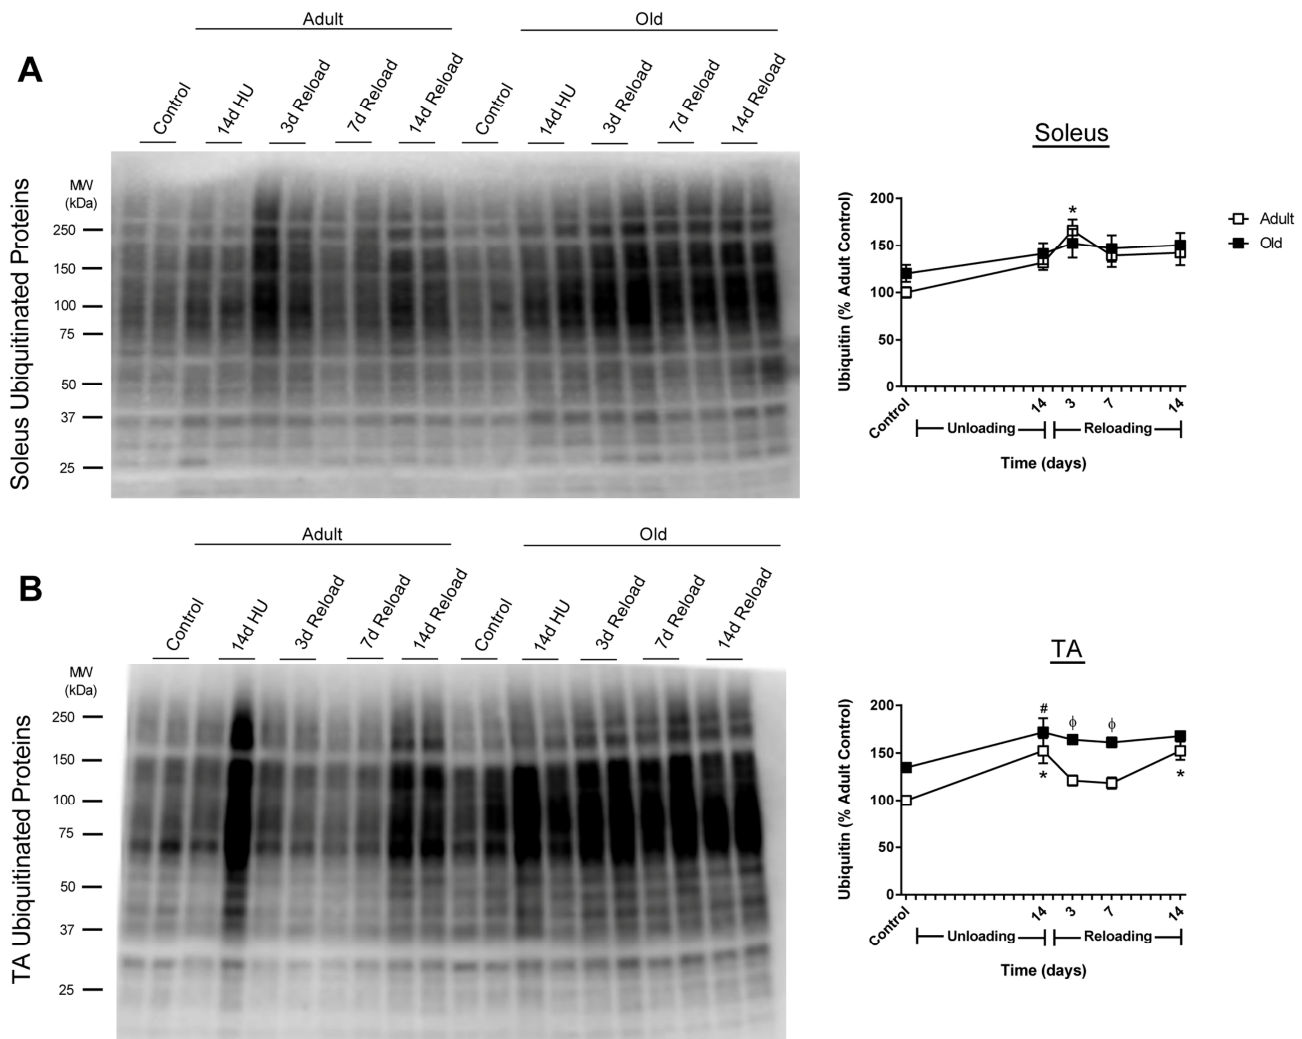 Adult
Old
A
Control
14d HU
3d Reload
7d Reload
14d Reload
Control
14d HU
3d Reload
7d Reload
14d Reload
Soleus Ubiquitinated Proteins
MW
(kDa)
250
150
100
75
50
37
25
Soleus
Ubiquitin (% Adult Control)
200
150
100
50
0
*
Adult
Old
Control
14
3
7
14
Unloading
Reloading
Time (days)
Adult
Old
B
Control
14d HU
3d Reload
7d Reload
14d Reload
Control
14d HU
3d Reload
7d Reload
14d Reload
TA Ubiquitinated Proteins
MW
(kDa)
250
150
100
75
50
37
25
TA
Ubiquitin (% Adult Control)
200
150
100
50
0
# ϕ ϕ
* *
Control
14
3
7
14
Unloading
Reloading
Time (days)